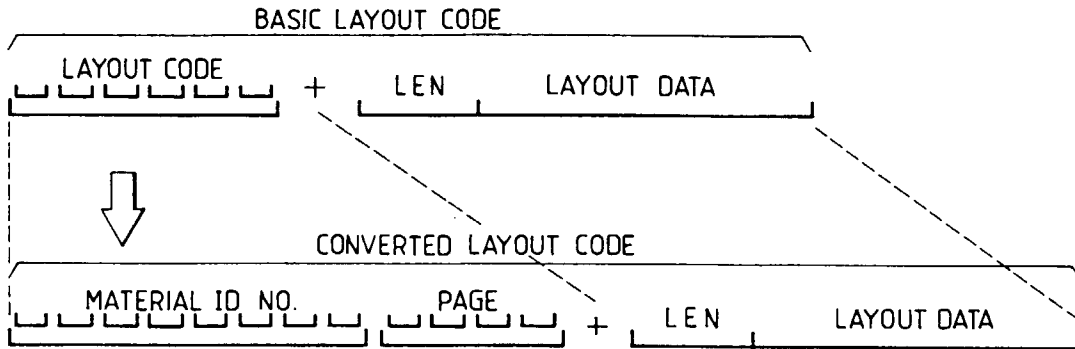 BASIC LAYOUT CODE
LAYOUT CODE + LEN LAYOUT DATA
CONVERTED LAYOUT CODE
MATERIAL ID NO. PAGE + LEN LAYOUT DATA